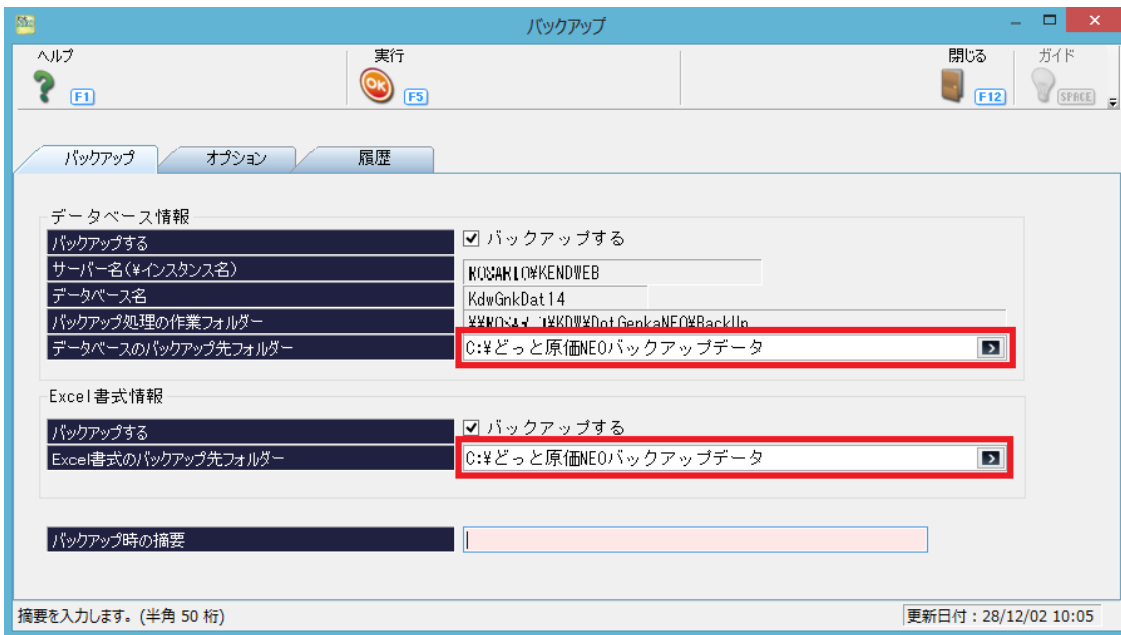 バックアップ
ヘルプ 実行 閉じる ガイド
F1 OK F5 F12 SPACE
バックアップ オプション 履歴
データベース情報
バックアップする バックアップする
サーバー名(¥インスタンス名) ¥KENDWEB
データベース名 KdwGnkDat14
バックアップ処理の作業フォルダー ¥KDW¥DotGenkaNEO¥BackUp
データベースのバックアップ先フォルダー C:¥どっと原価NEOバックアップデータ
Excel書式情報
バックアップする バックアップする
Excel書式のバックアップ先フォルダー C:¥どっと原価NEOバックアップデータ
バックアップ時の摘要
摘要を入力します。(半角 50 桁) 更新日付 : 28/12/02 10:05